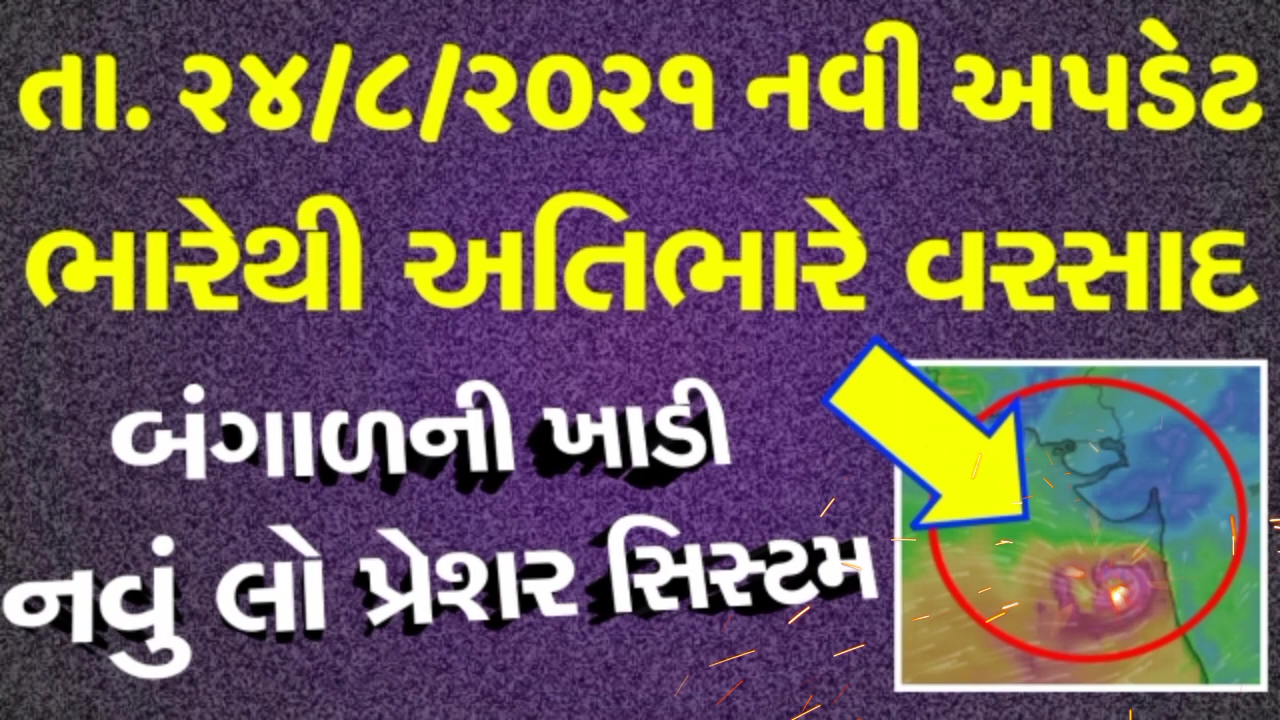 તા. ૨૪/૮/૨૦૨૧ નવી અપડેટ
ભારેથી અતિભારે વરસાદ
બંગાળની ખાડી
નવું લો પ્રેશર સિસ્ટમ